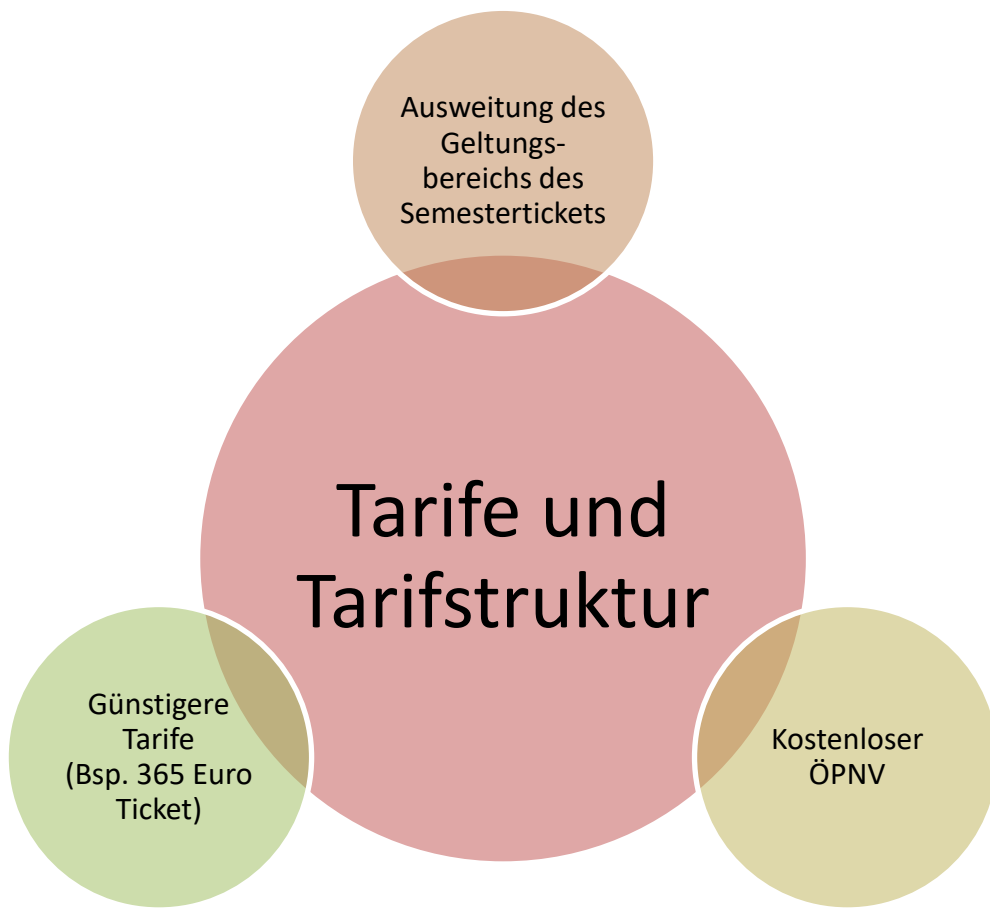 Ausweitung des
Geltungs-
bereichs des
Semestertickets
Tarife und
Tarifstruktur
Günstigere
Tarife
(Bsp. 365 Euro
Ticket)
Kostenloser
ÖPNV